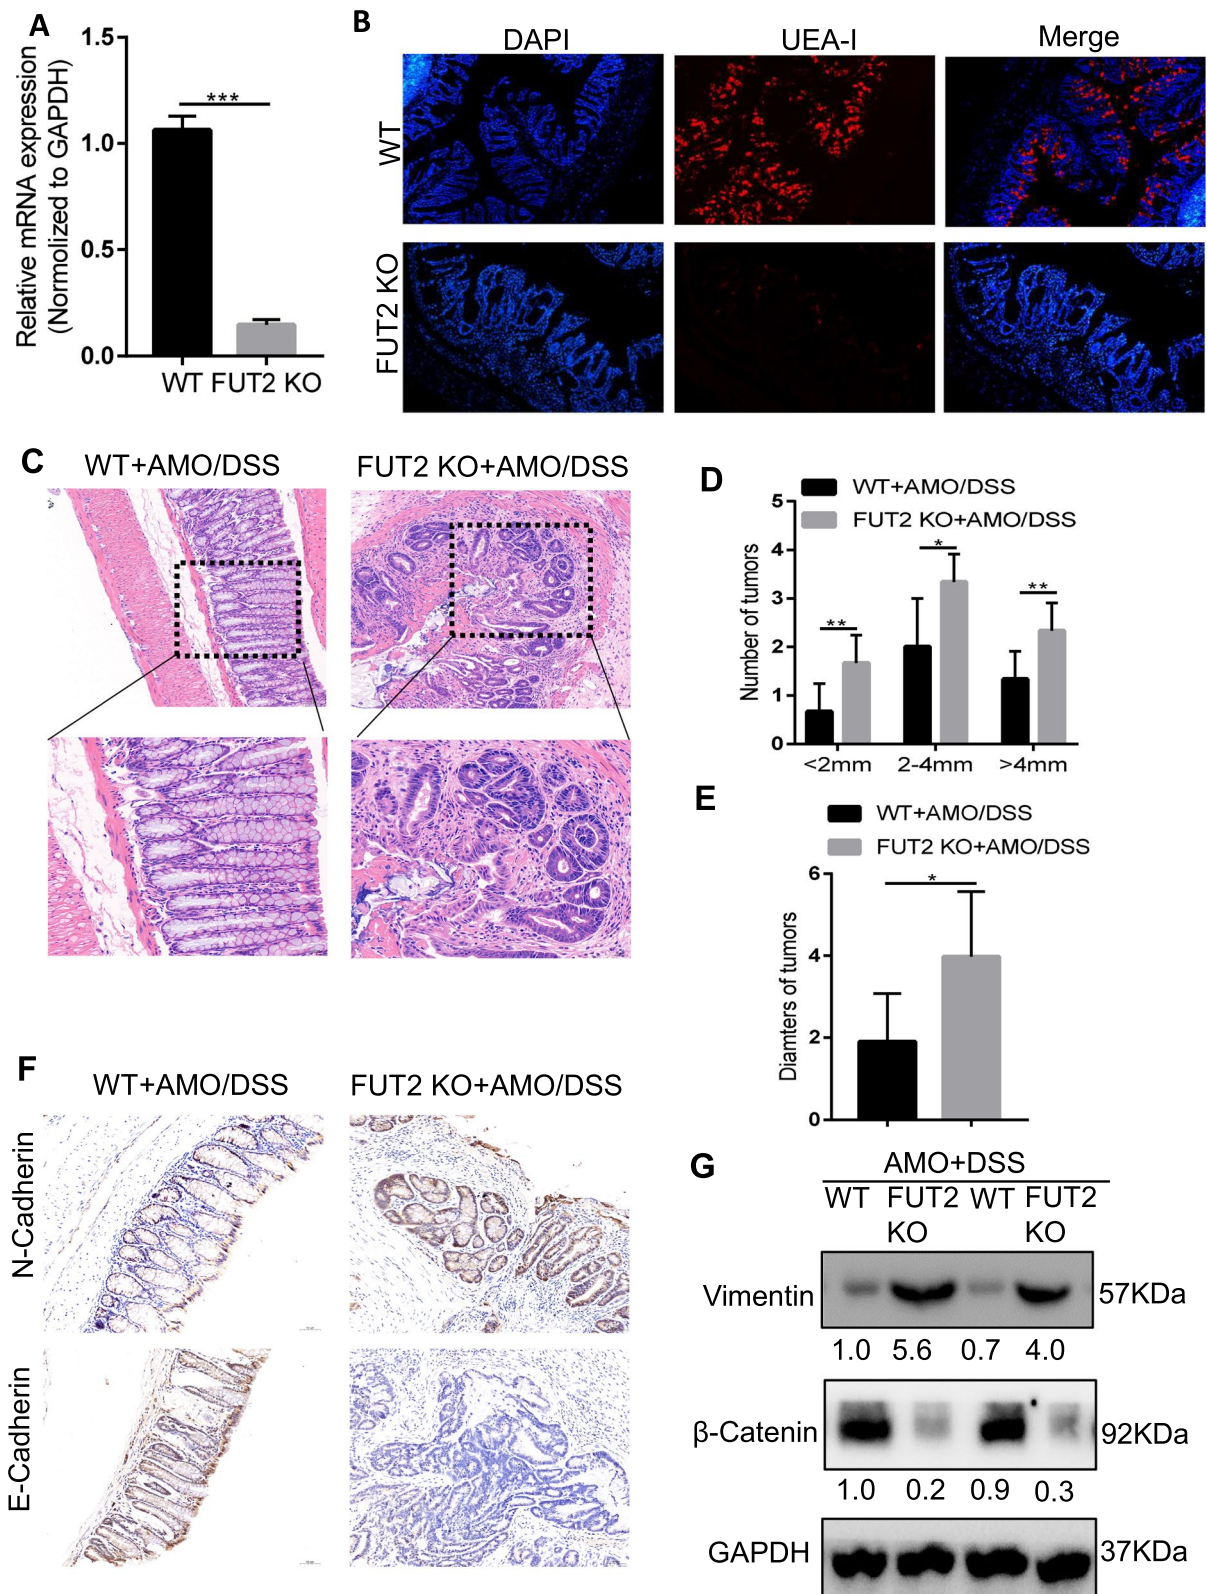 A
Relative mRNA expression
(Normolized to GAPDH)
1.5
1.0
0.5
0.0
***
WT FUT2 KO
B
DAPI UEA-I Merge
WT
FUT2 KO
C
WT+AMO/DSS FUT2 KO+AMO/DSS
D
WT+AMO/DSS
FUT2 KO+AMO/DSS
Number of tumors
5
4
3
2
1
0
** * **
<2mm 2-4mm >4mm
E
WT+AMO/DSS
FUT2 KO+AMO/DSS
Diamters of tumors
6
4
2
0
*
F
WT+AMO/DSS FUT2 KO+AMO/DSS
N-Cadherin
E-Cadherin
G
AMO+DSS
WT FUT2 WT FUT2
KO KO
Vimentin 57KDa
1.0 5.6 0.7 4.0
β-Catenin 92KDa
1.0 0.2 0.9 0.3
GAPDH 37KDa